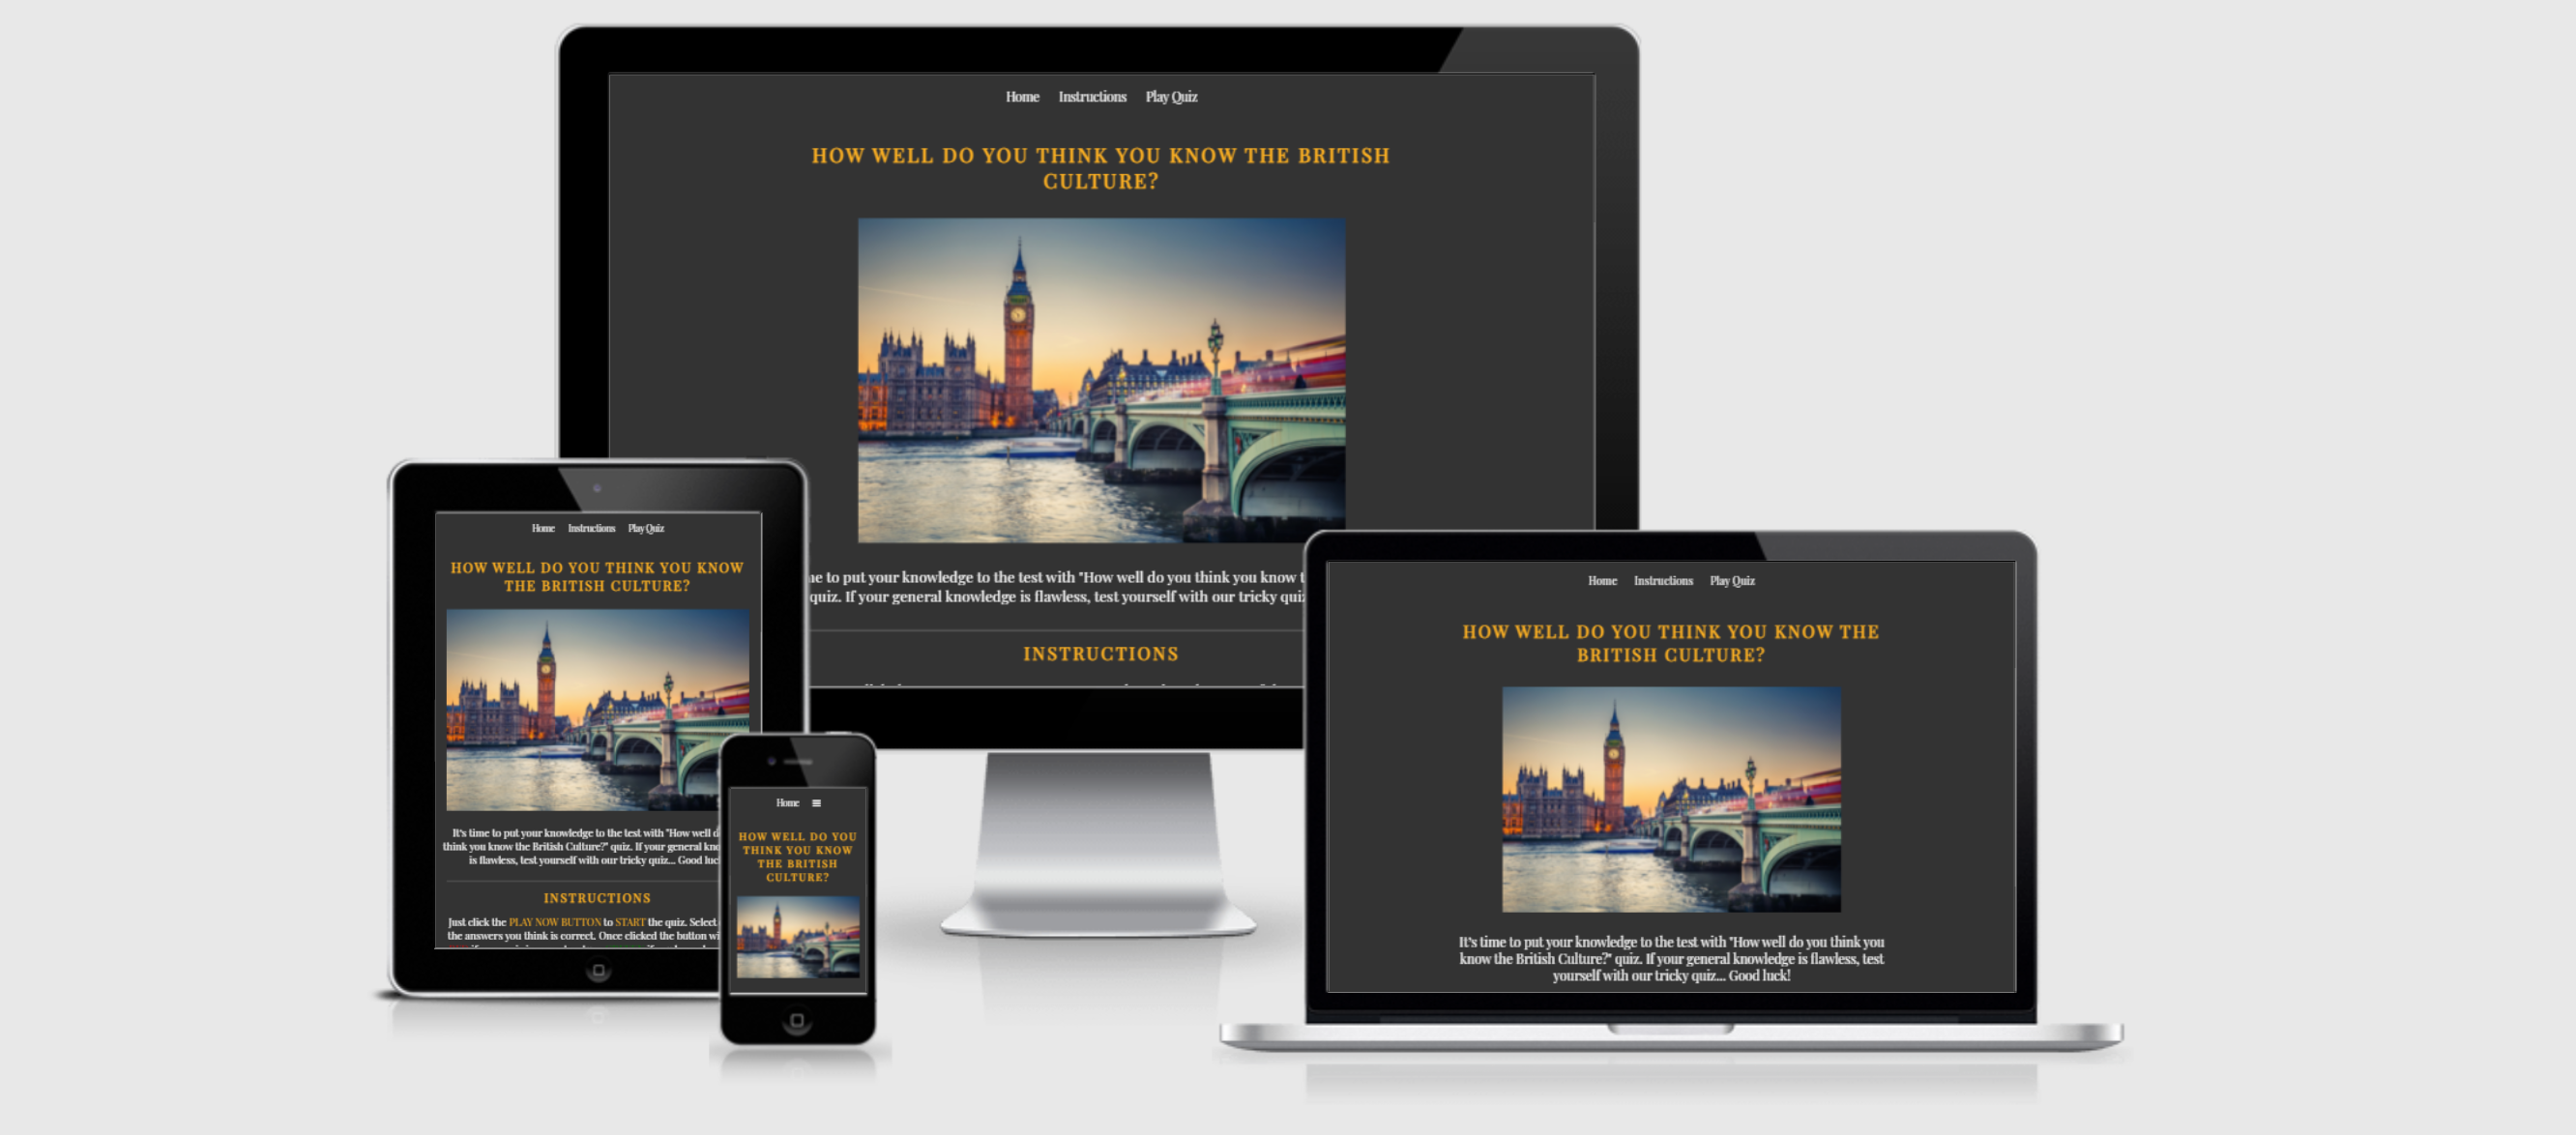 Home Instructions Play Quiz
HOW WELL DO YOU THINK YOU KNOW THE BRITISH
CULTURE?
me to put your knowledge to the test with "How well do you think you know
quiz. If your general knowledge is flawless, test yourself with our tricky quiz
INSTRUCTIONS
Home Instructions Play Quiz
HOW WELL DO YOU THINK YOU KNOW
THE BRITISH CULTURE?
It's time to put your knowledge to the test with "How well d
think you know the British Culture?" quiz. If your general kno
is flawless, test yourself with our tricky quiz... Good luc
INSTRUCTIONS
Just click the PLAY NOW BUTTON to START the quiz. Select
the answers you think is correct. Once clicked the button wi
Home
HOW WELL DO YOU
THINK YOU KNOW
THE BRITISH
CULTURE?
Home Instructions Play Quiz
HOW WELL DO YOU THINK YOU KNOW THE
BRITISH CULTURE?
It's time to put your knowledge to the test with "How well do you think you
know the British Culture?" quiz. If your general knowledge is flawless, test
yourself with our tricky quiz... Good luck!